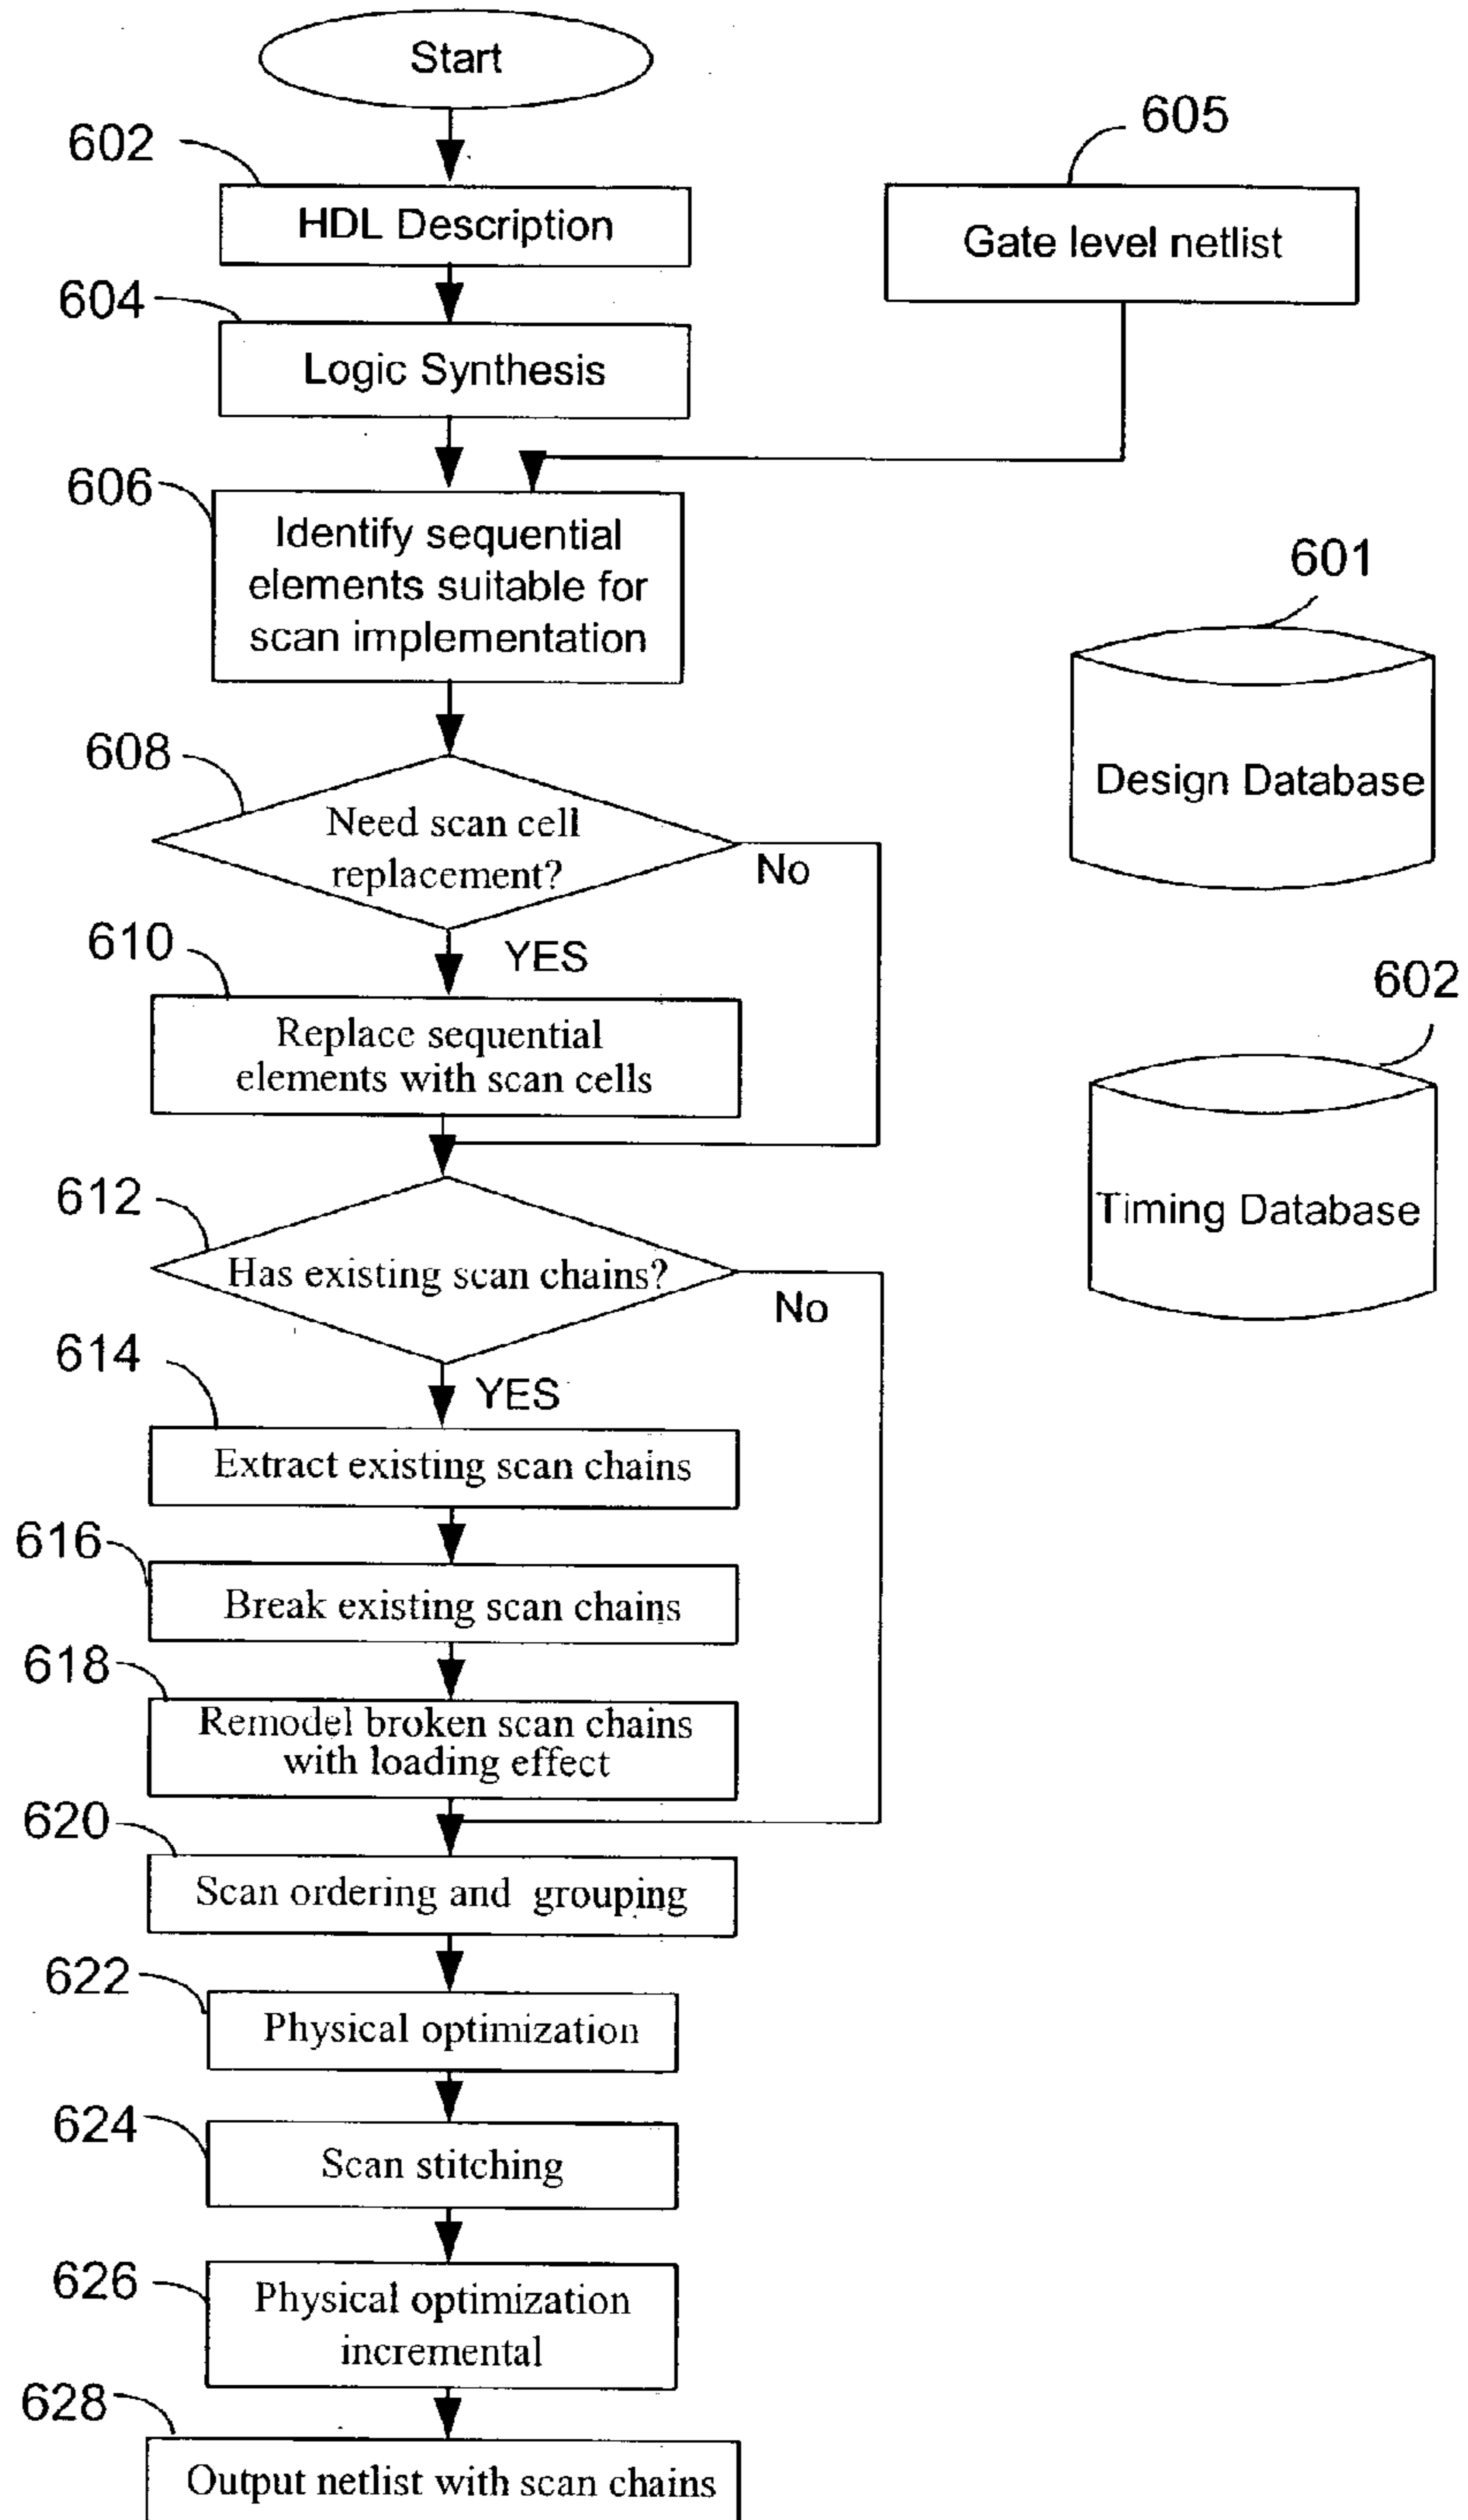 Start
602
605
HDL Description
Gate level netlist
604
Logic Synthesis
606
Identify sequential
elements suitable for
scan implementation
601
Design Database
608
Need scan cell
replacement?
No
610
YES
602
Replace sequential
elements with scan cells
612
Timing Database
Has existing scan chains?
No
614
YES
Extract existing scan chains
616
Break existing scan chains
618
Remodel broken scan chains
with loading effect
620
Scan ordering and grouping
622
Physical optimization
624
Scan stitching
626
Physical optimization
incremental
628
Output netlist with scan chains